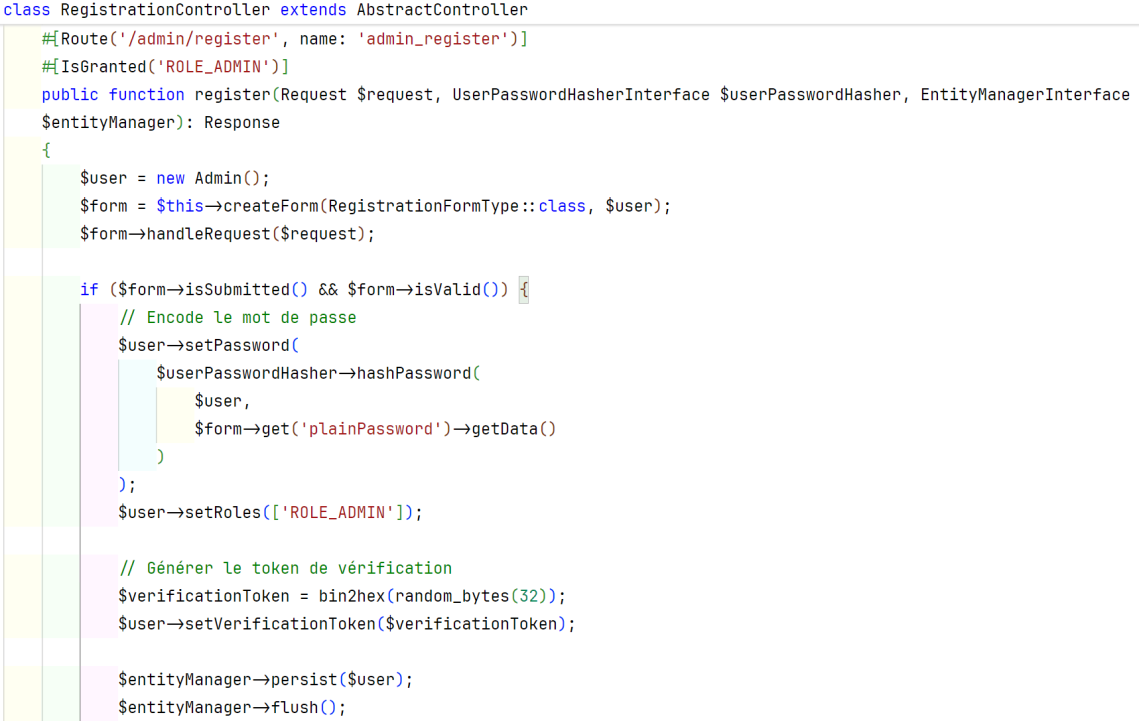 class RegistrationController extends AbstractController
#[Route('/admin/register', name: 'admin_register')]
#[IsGranted('ROLE_ADMIN')]
public function register(Request $request, UserPasswordHasherInterface $userPasswordHasher, EntityManagerInterface
$entityManager): Response
{
$user = new Admin();
$form = $this->createForm(RegistrationFormType::class, $user);
$form->handleRequest($request);
if ($form->isSubmitted() && $form->isValid()) {
// Encode le mot de passe
$user->setPassword(
$userPasswordHasher->hashPassword(
$user,
$form->get('plainPassword')->getData()
)
);
$user->setRoles(['ROLE_ADMIN']);
// Générer le token de vérification
$verificationToken = bin2hex(random_bytes(32));
$user->setVerificationToken($verificationToken);
$entityManager->persist($user);
$entityManager->flush();